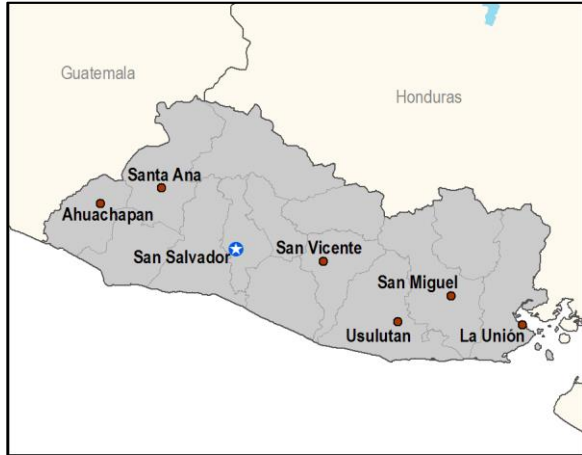 Guatemala
Honduras
Santa Ana
Ahuachapan
San Salvador
San Vicente
San Miguel
Usulutan
La Unión